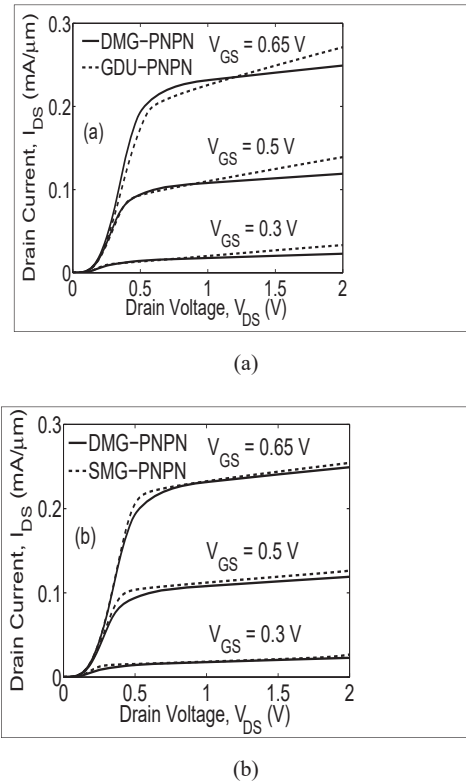 0.3
DMG−PNPN
GDU−PNPN
V_GS = 0.65 V
0.2
(a)
V_GS = 0.5 V
0.1
V_GS = 0.3 V
0
0 0.5 1 1.5 2
Drain Voltage, V_DS (V)
Drain Current, I_DS (mA/μm)
(a)
0.3
DMG−PNPN
SMG−PNPN
V_GS = 0.65 V
0.2
(b)
V_GS = 0.5 V
0.1
V_GS = 0.3 V
0
0 0.5 1 1.5 2
Drain Voltage, V_DS (V)
Drain Current, I_DS (mA/μm)
(b)